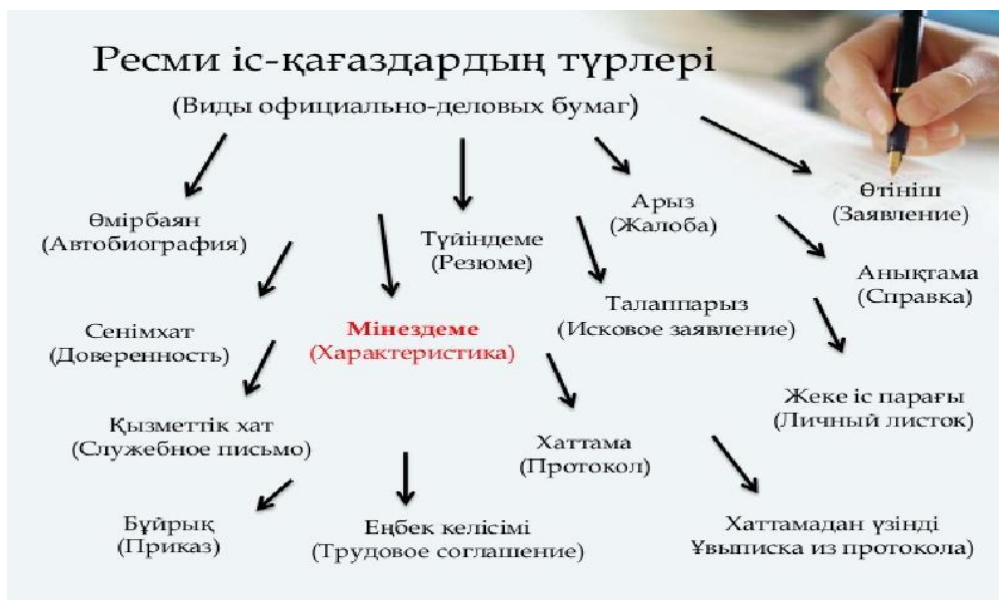 Ресми іс-қағаздардың түрлері
(Виды официально-деловых бумаг)
Өмірбаян
(Автобиография)
Түйіндеме
(Резюме)
Арыз
(Жалоба)
Өтініш
(Заявление)
Сенімхат
(Доверенность)
Мінездеме
(Характеристика)
Талаппарыз
(Исковое заявление)
Анықтама
(Справка)
Қызметтік хат
(Служебное письмо)
Хаттама
(Протокол)
Жеке іс парағы
(Личный листок)
Бұйрық
(Приказ)
Еңбек келісімі
(Трудовое соглашение)
Хаттамадан үзінді
Ұвыписка из протокола)